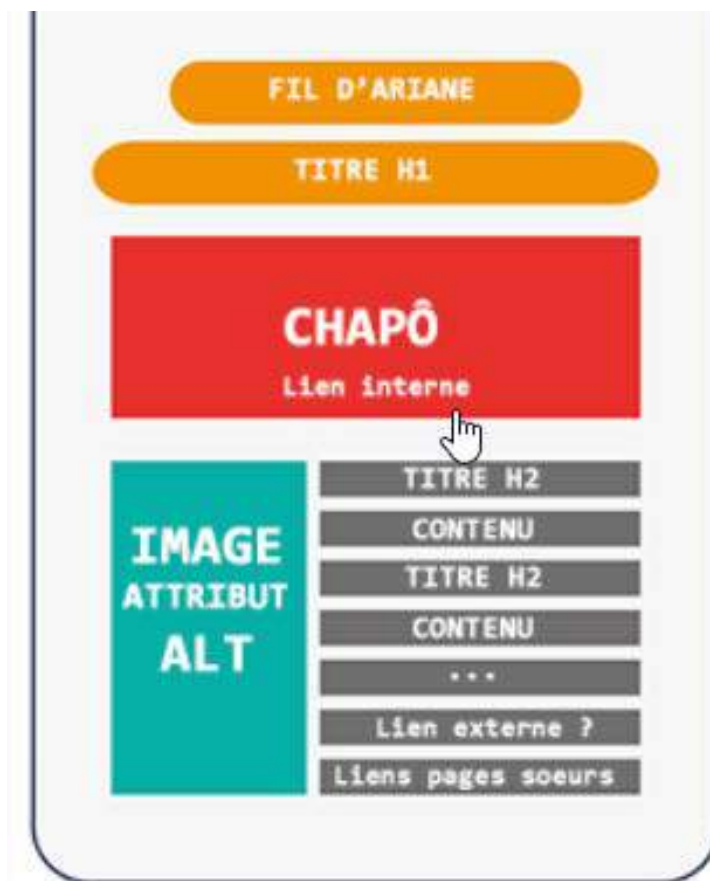 FIL D'ARIANE
TITRE H1
CHAPÔ
Lien interne
IMAGE
ATTRIBUT
ALT
TITRE H2
CONTENU
TITRE H2
CONTENU
...
Lien externe ?
Liens pages soeurs